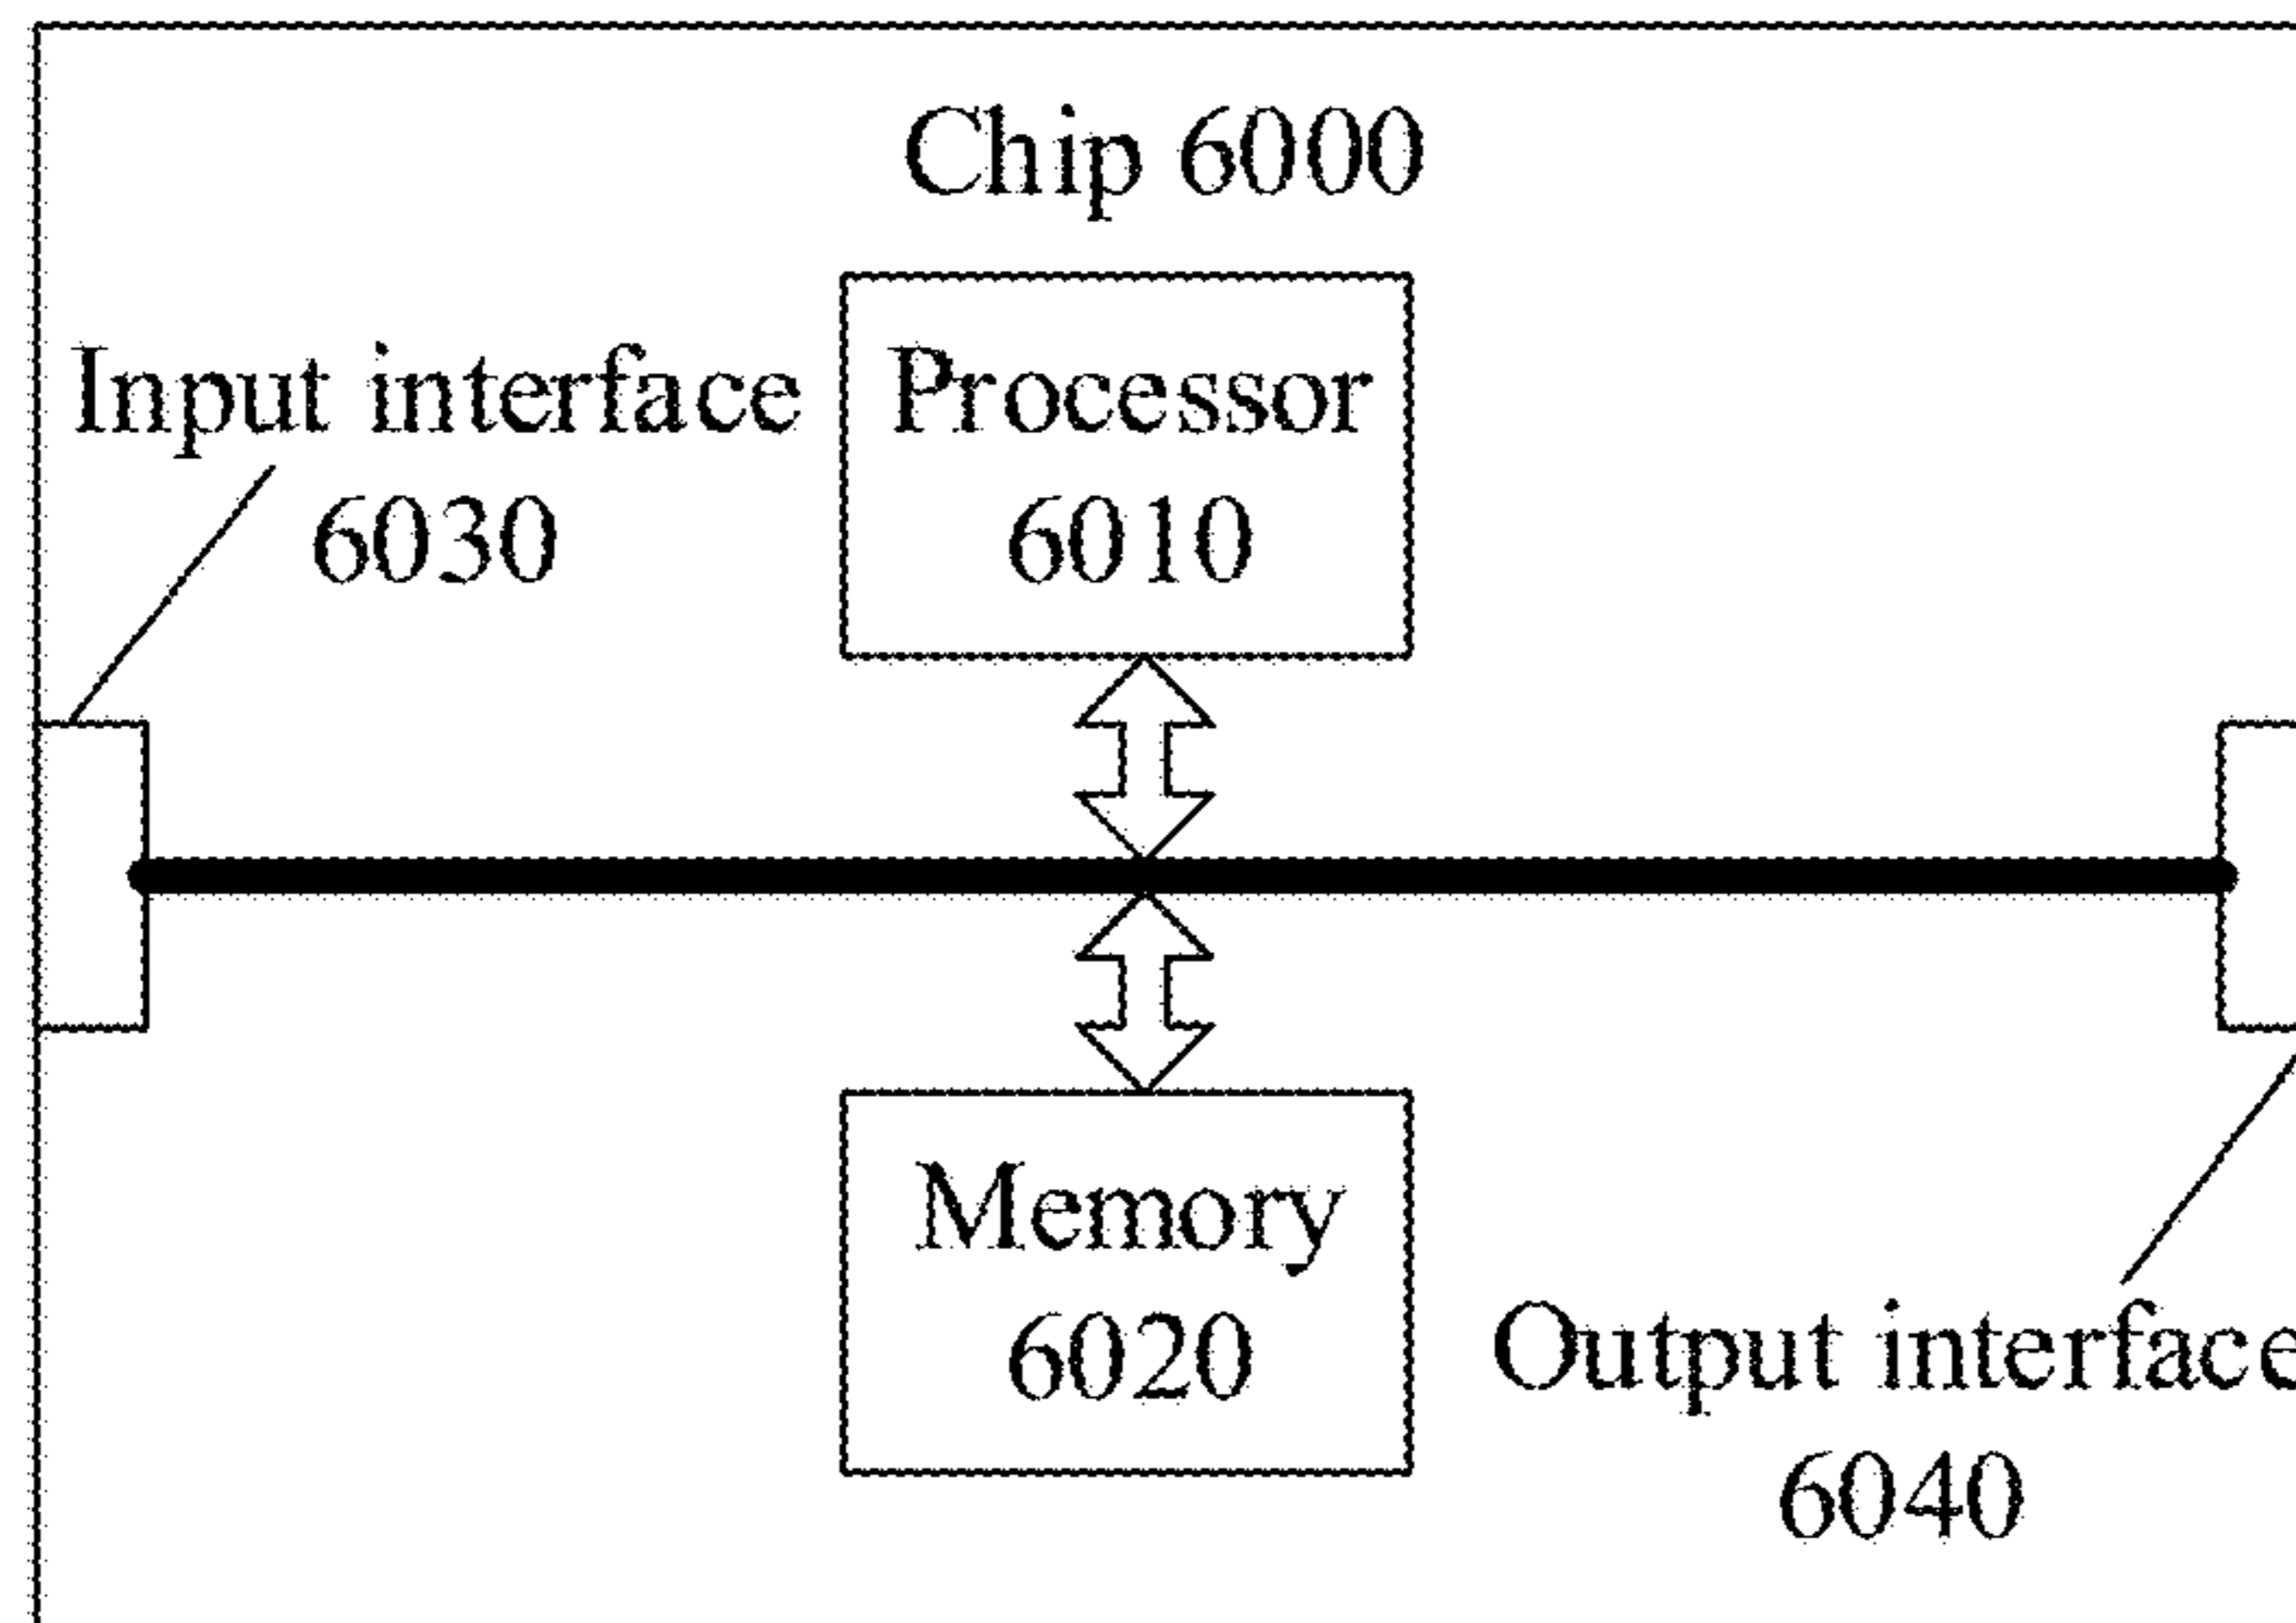 Chip 6000
Input interface
6030
Processor
6010
Memory
6020
Output interface
6040